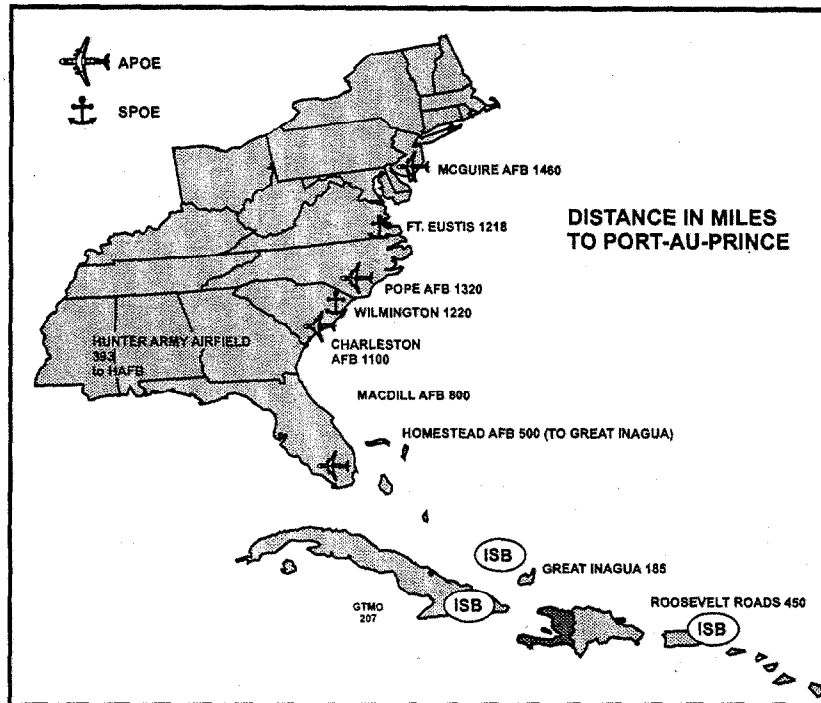 APOE
SPOE
MCGUIRE AFB 1460
FT. EUSTIS 1218
DISTANCE IN MILES
TO PORT-AU-PRINCE
POPE AFB 1320
WILMINGTON 1220
HUNTER ARMY AIRFIELD
393
to HAFB
CHARLESTON
AFB 1100
MACDILL AFB 800
HOMESTEAD AFB 500 (TO GREAT INAGUA)
ISB
GREAT INAGUA 185
GTMO
207
ISB
ROOSEVELT ROADS 450
ISB